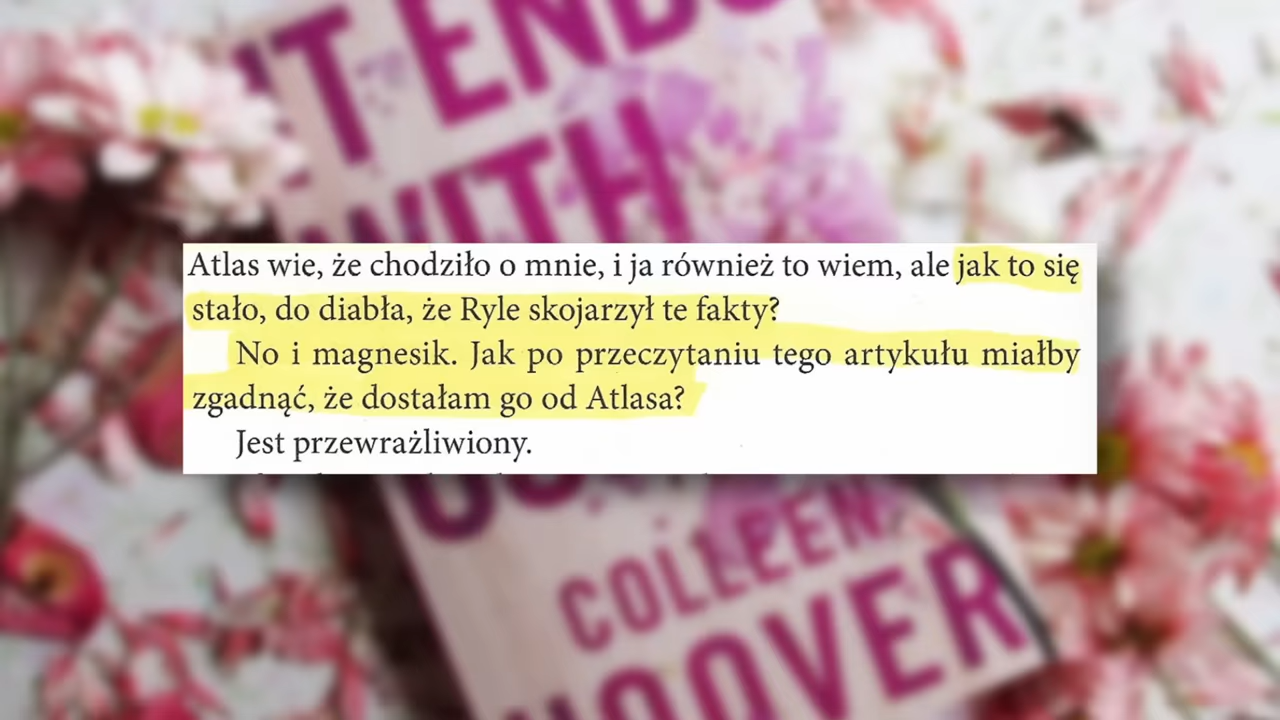 IT ENDS
WITH
Atlas wie, że chodziło o mnie, i ja również to wiem, ale jak to się
stało, do diabła, że Ryle skojarzył te fakty?
No i magnesik. Jak po przeczytaniu tego artykułu miałby
zgadnąć, że dostałam go od Atlasa?
Jest przewrażliwiony.
COLLEEN
HOOVER